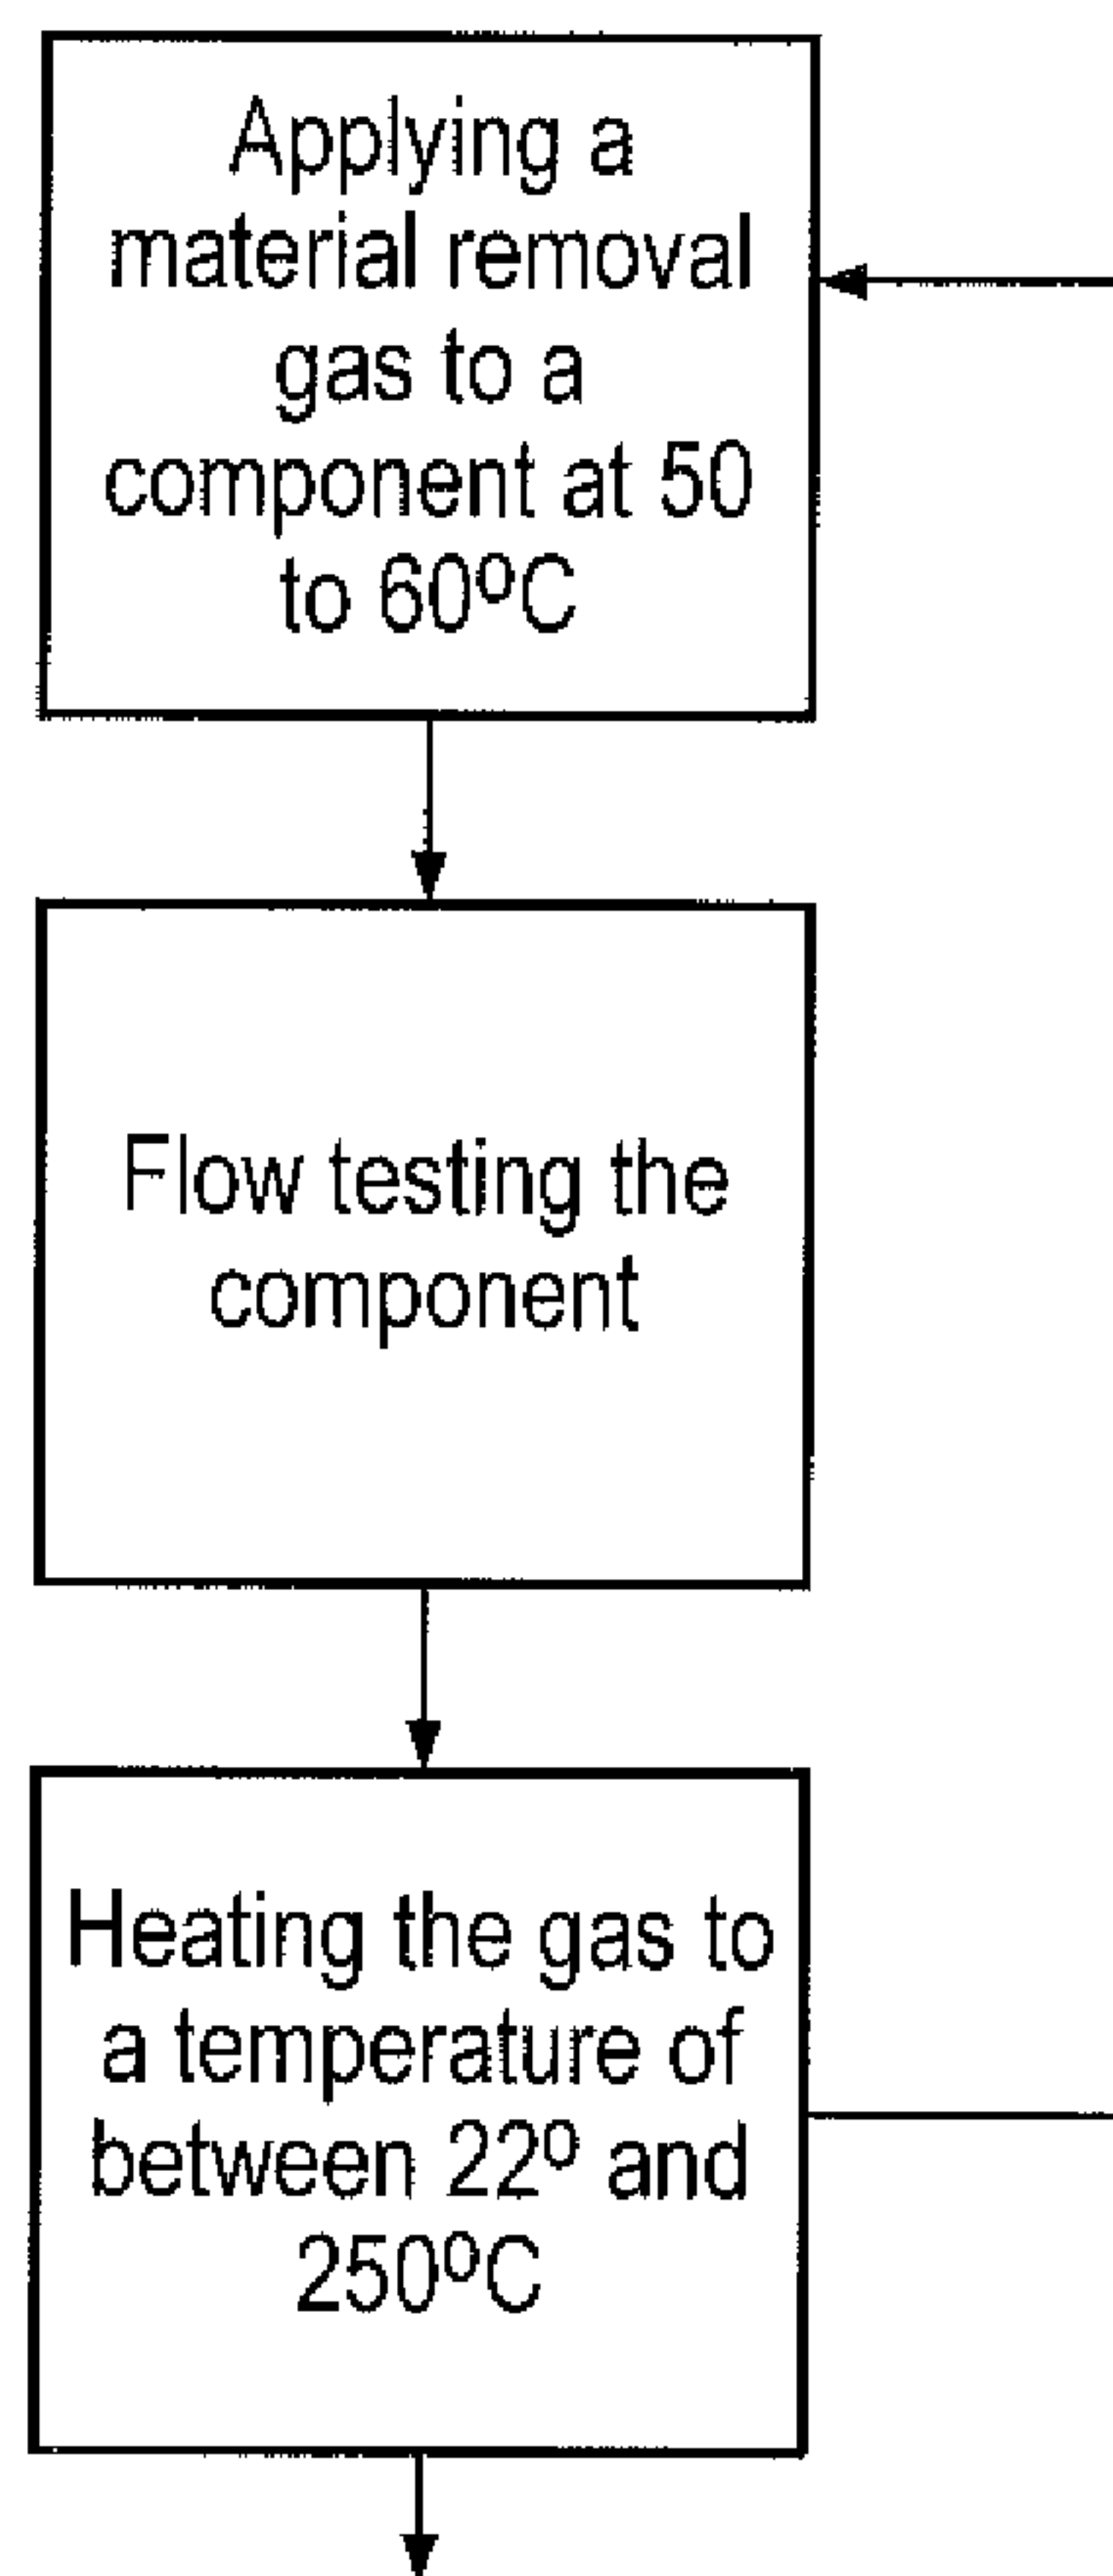 Applying a
material removal
gas to a
component at 50
to 60ºC
Flow testing the
component
Heating the gas to
a temperature of
between 22º and
250ºC